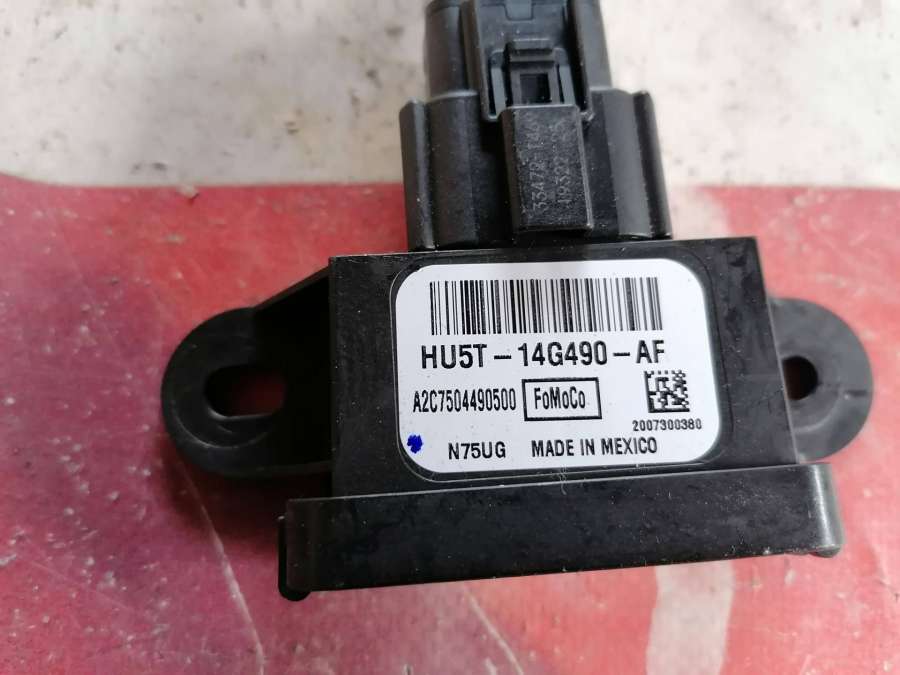 HU5T-14G490-AF
A2C7504490500 FoMoCo
2007300380
N75UG MADE IN MEXICO